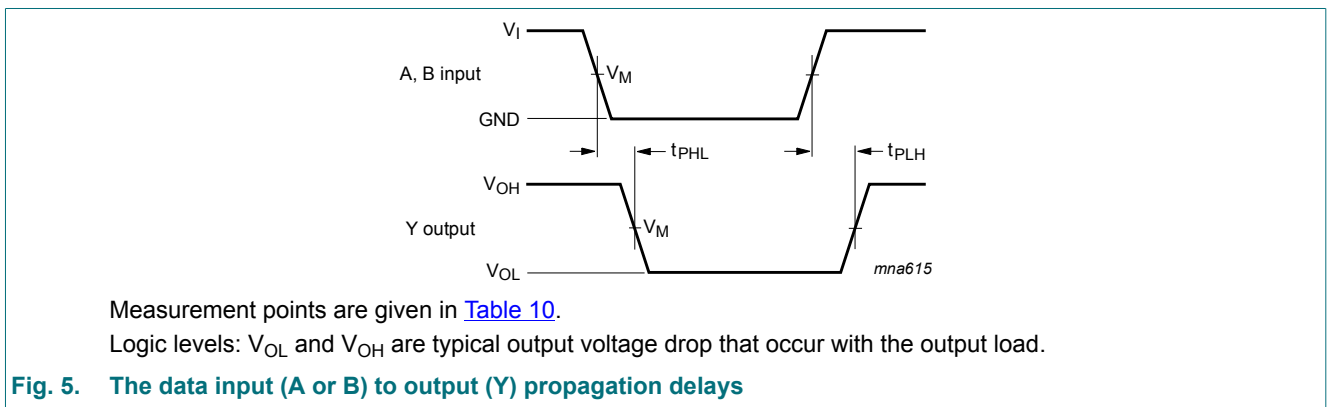 V_I
A, B input
V_M
GND
t_PHL
t_PLH
V_OH
Y output
V_M
V_OL
mna615
Measurement points are given in Table 10.
Logic levels: V_OL and V_OH are typical output voltage drop that occur with the output load.
Fig. 5. The data input (A or B) to output (Y) propagation delays